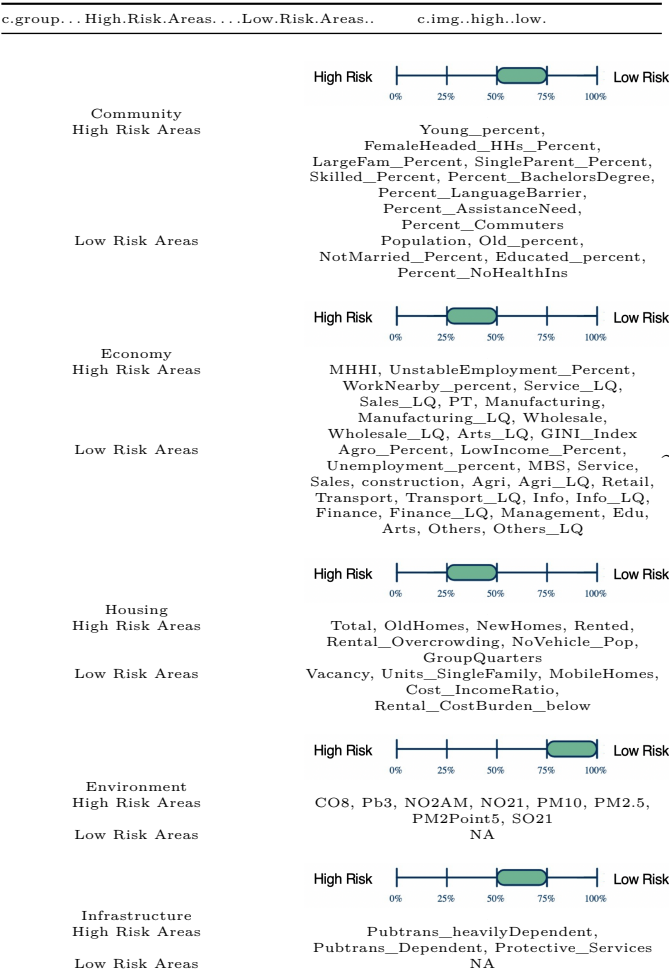 c.group... High.Risk.Areas....Low.Risk.Areas.. c.img..high..low.
High Risk Low Risk
0% 25% 50% 75% 100%
Community
High Risk Areas Young_percent,
FemaleHeaded_HHs_Percent,
LargeFam_Percent, SingleParent_Percent,
Skilled_Percent, Percent_BachelorsDegree,
Percent_LanguageBarrier,
Percent_AssistanceNeed,
Percent_Commuters
Low Risk Areas Population, Old_percent,
NotMarried_Percent, Educated_percent,
Percent_NoHealthIns
High Risk Low Risk
0% 25% 50% 75% 100%
Economy
High Risk Areas MHHI, UnstableEmployment_Percent,
WorkNearby_percent, Service_LQ,
Sales_LQ, PT, Manufacturing,
Manufacturing_LQ, Wholesale,
Wholesale_LQ, Arts_LQ, GINI_Index
Low Risk Areas Agro_Percent, LowIncome_Percent,
Unemployment_percent, MBS, Service,
Sales, construction, Agri, Agri_LQ, Retail,
Transport, Transport_LQ, Info, Info_LQ,
Finance, Finance_LQ, Management, Edu,
Arts, Others, Others_LQ
High Risk Low Risk
0% 25% 50% 75% 100%
Housing
High Risk Areas Total, OldHomes, NewHomes, Rented,
Rental_Overcrowding, NoVehicle_Pop,
GroupQuarters
Low Risk Areas Vacancy, Units_SingleFamily, MobileHomes,
Cost_IncomeRatio,
Rental_CostBurden_below
High Risk Low Risk
0% 25% 50% 75% 100%
Environment
High Risk Areas CO8, Pb3, NO2AM, NO21, PM10, PM2.5,
PM2Point5, SO21
Low Risk Areas NA
High Risk Low Risk
0% 25% 50% 75% 100%
Infrastructure
High Risk Areas Pubtrans_heavilyDependent,
Pubtrans_Dependent, Protective_Services
Low Risk Areas NA